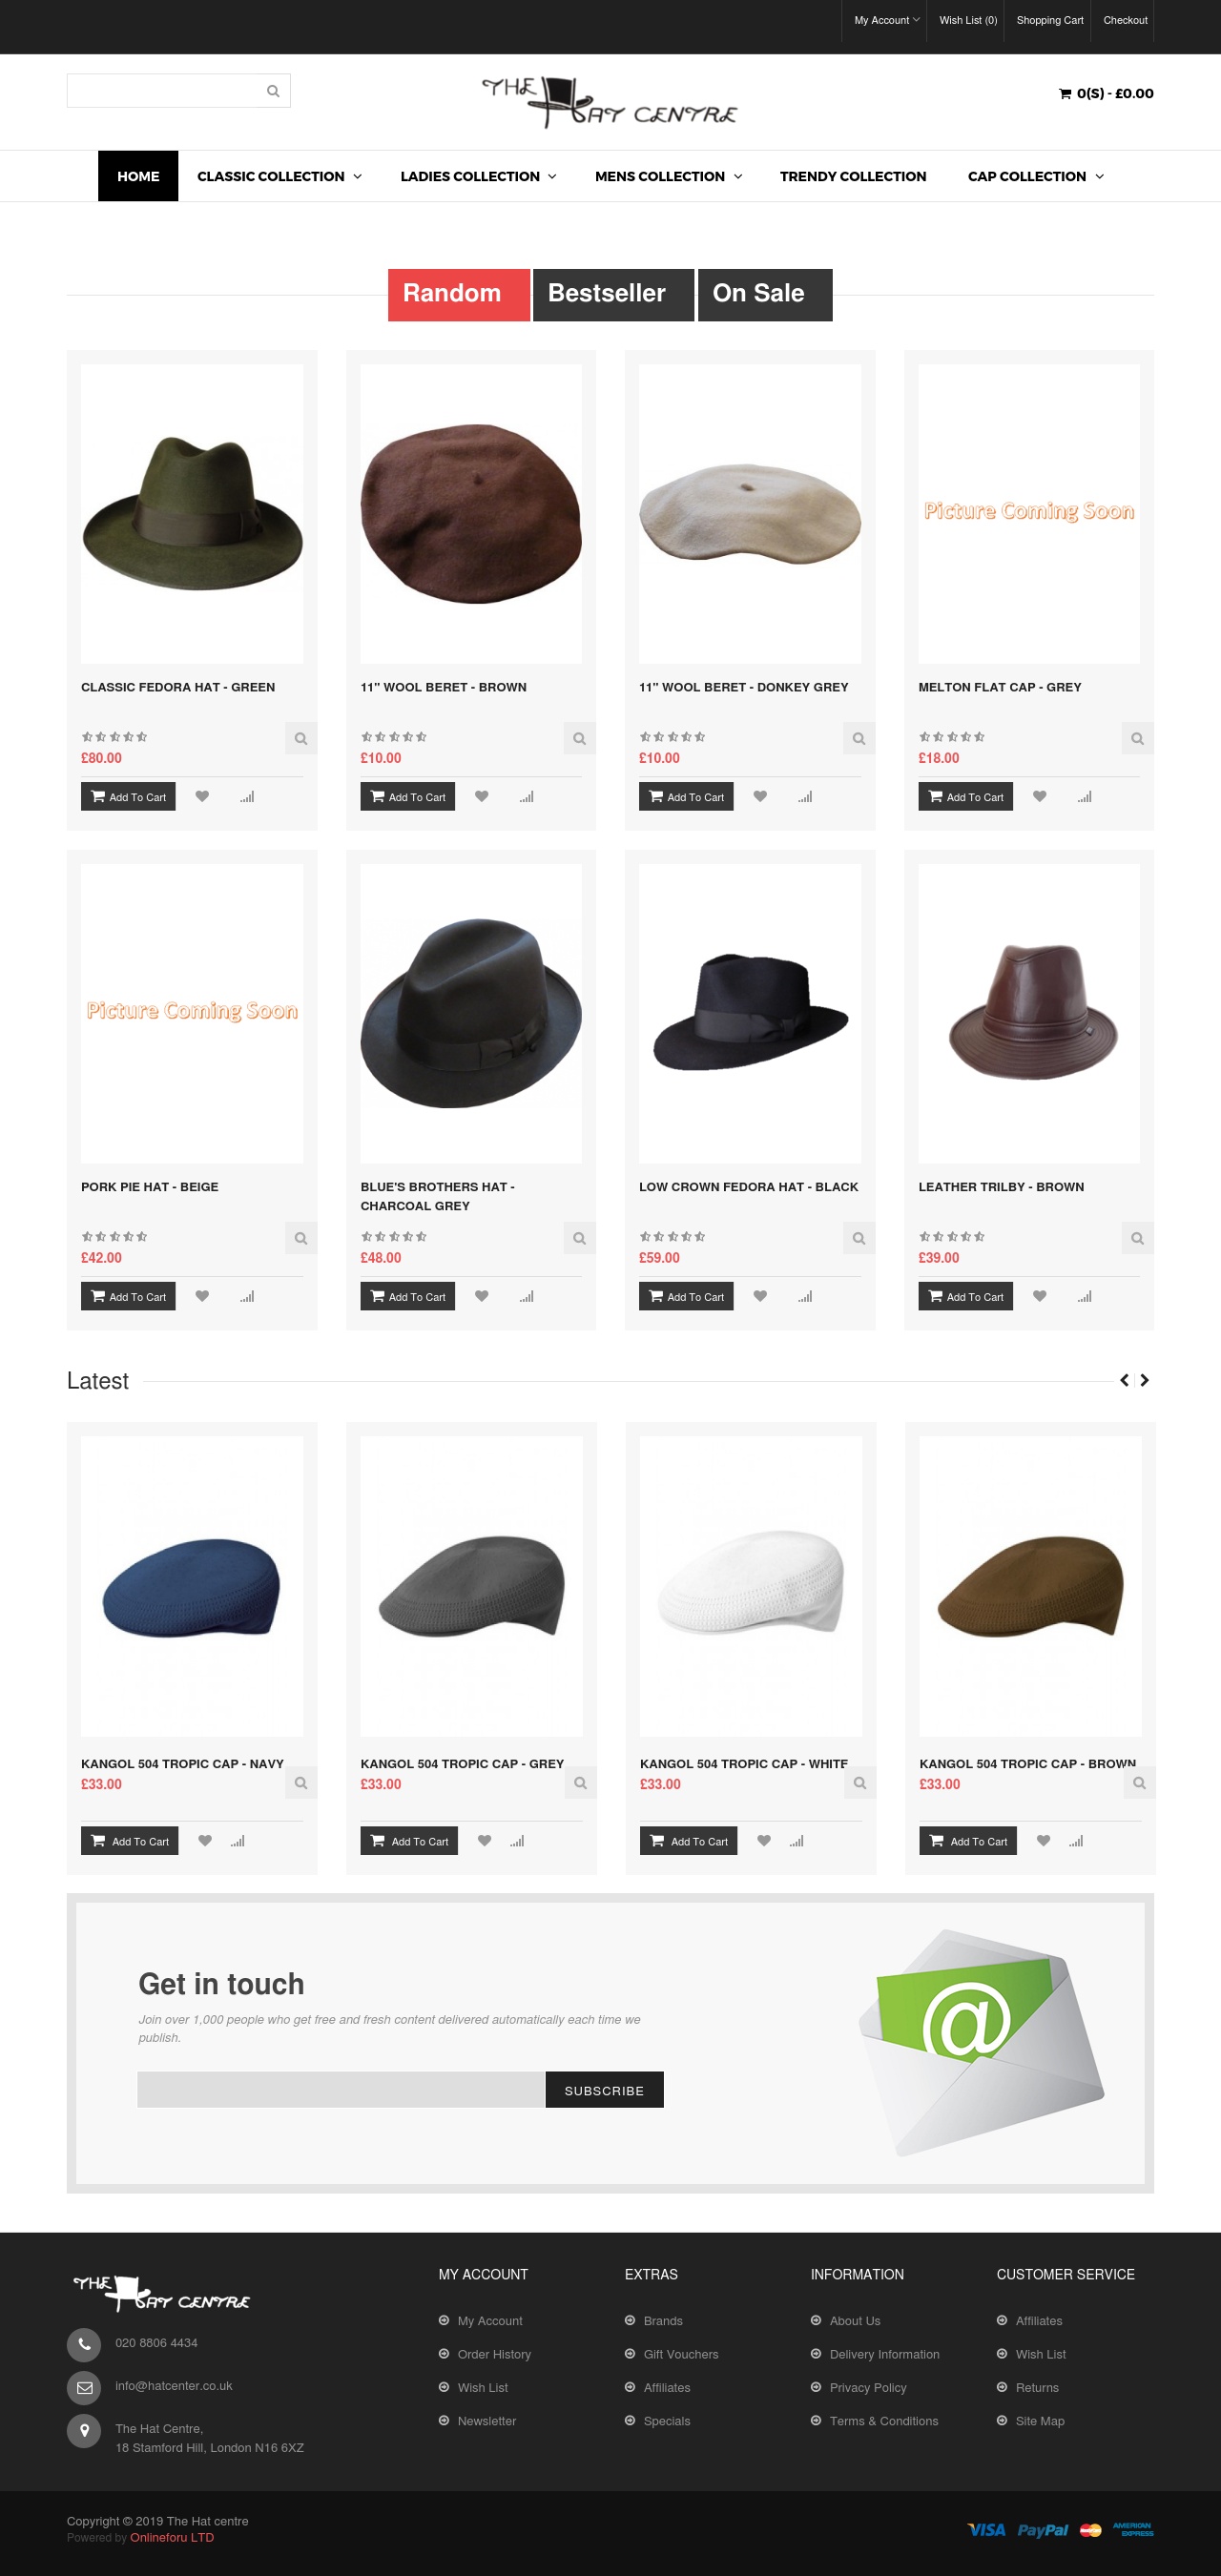 My Account
Wish List (0)
Shopping Cart
Checkout
THE HAT CENTRE
0(S) - £0.00
HOME
CLASSIC COLLECTION
LADIES COLLECTION
MENS COLLECTION
TRENDY COLLECTION
CAP COLLECTION
Random
Bestseller
On Sale
Picture Coming Soon
CLASSIC FEDORA HAT - GREEN
11" WOOL BERET - BROWN
11" WOOL BERET - DONKEY GREY
MELTON FLAT CAP - GREY
£80.00
£10.00
£10.00
£18.00
Add To Cart
Add To Cart
Add To Cart
Add To Cart
Picture Coming Soon
PORK PIE HAT - BEIGE
BLUE'S BROTHERS HAT -
CHARCOAL GREY
LOW CROWN FEDORA HAT - BLACK
LEATHER TRILBY - BROWN
£42.00
£48.00
£59.00
£39.00
Add To Cart
Add To Cart
Add To Cart
Add To Cart
Latest
KANGOL 504 TROPIC CAP - NAVY
KANGOL 504 TROPIC CAP - GREY
KANGOL 504 TROPIC CAP - WHITE
KANGOL 504 TROPIC CAP - BROWN
£33.00
£33.00
£33.00
£33.00
Add To Cart
Add To Cart
Add To Cart
Add To Cart
Get in touch
Join over 1,000 people who get free and fresh content delivered automatically each time we
publish.
SUBSCRIBE
@
THE HAT CENTRE
020 8806 4434
info@hatcenter.co.uk
The Hat Centre,
18 Stamford Hill, London N16 6XZ
MY ACCOUNT
My Account
Order History
Wish List
Newsletter
EXTRAS
Brands
Gift Vouchers
Affiliates
Specials
INFORMATION
About Us
Delivery Information
Privacy Policy
Terms & Conditions
CUSTOMER SERVICE
Affiliates
Wish List
Returns
Site Map
Copyright © 2019 The Hat centre
Powered by Onlineforu LTD
VISA
PayPal
MasterCard
AMERICAN
EXPRESS